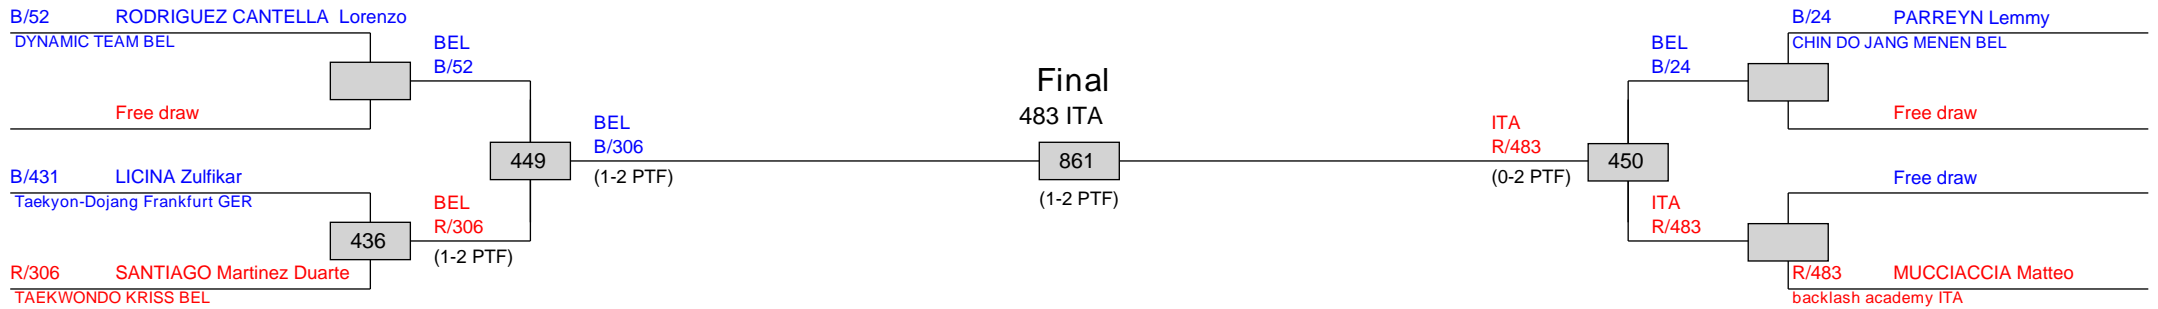 B/52 RODRIGUEZ CANTELLA Lorenzo
DYNAMIC TEAM BEL
Free draw
B/431 LICINA Zulfikar
Taekyon-Dojang Frankfurt GER
R/306 SANTIAGO Martinez Duarte
TAEKWONDO KRISS BEL
436
BEL
B/52
BEL
R/306
(1-2 PTF)
449
BEL
B/306
(1-2 PTF)
Final
483 ITA
861
(1-2 PTF)
ITA
R/483
(0-2 PTF)
450
BEL
B/24
ITA
R/483
B/24 PARREYN Lemmy
CHIN DO JANG MENEN BEL
Free draw
Free draw
R/483 MUCCIACCIA Matteo
backlash academy ITA